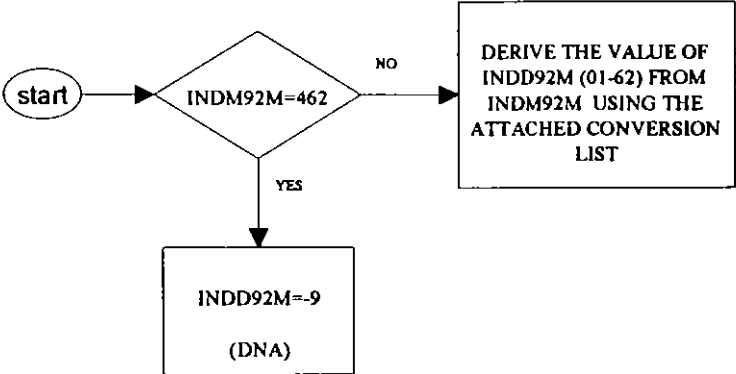 start
INDM92M=462
NO
DERIVE THE VALUE OF
INDD92M (01-62) FROM
INDM92M USING THE
ATTACHED CONVERSION
LIST
YES
INDD92M=-9
(DNA)